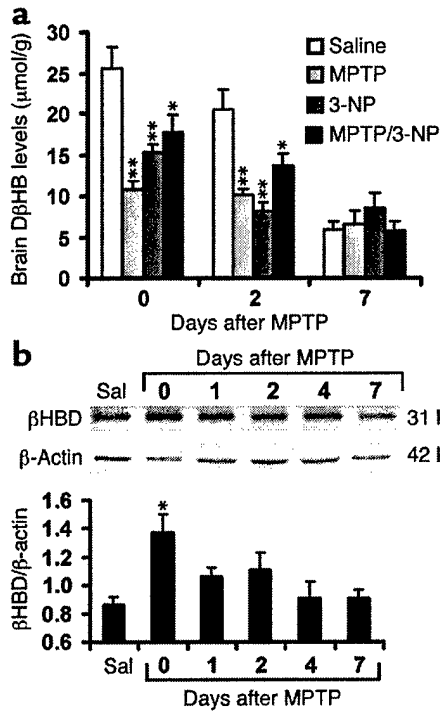 a
Brain DβHB levels (μmol/g)
30
25
20
15
10
5
0
Saline
MPTP
3-NP
MPTP/3-NP
** ** *
** ** *
0 2 7
Days after MPTP
b
Days after MPTP
Sal 0 1 2 4 7
βHBD 31
β-Actin 42
βHBD/β-actin
1.6
1.4
1.2
1.0
0.8
0.6
*
Sal 0 1 2 4 7
Days after MPTP